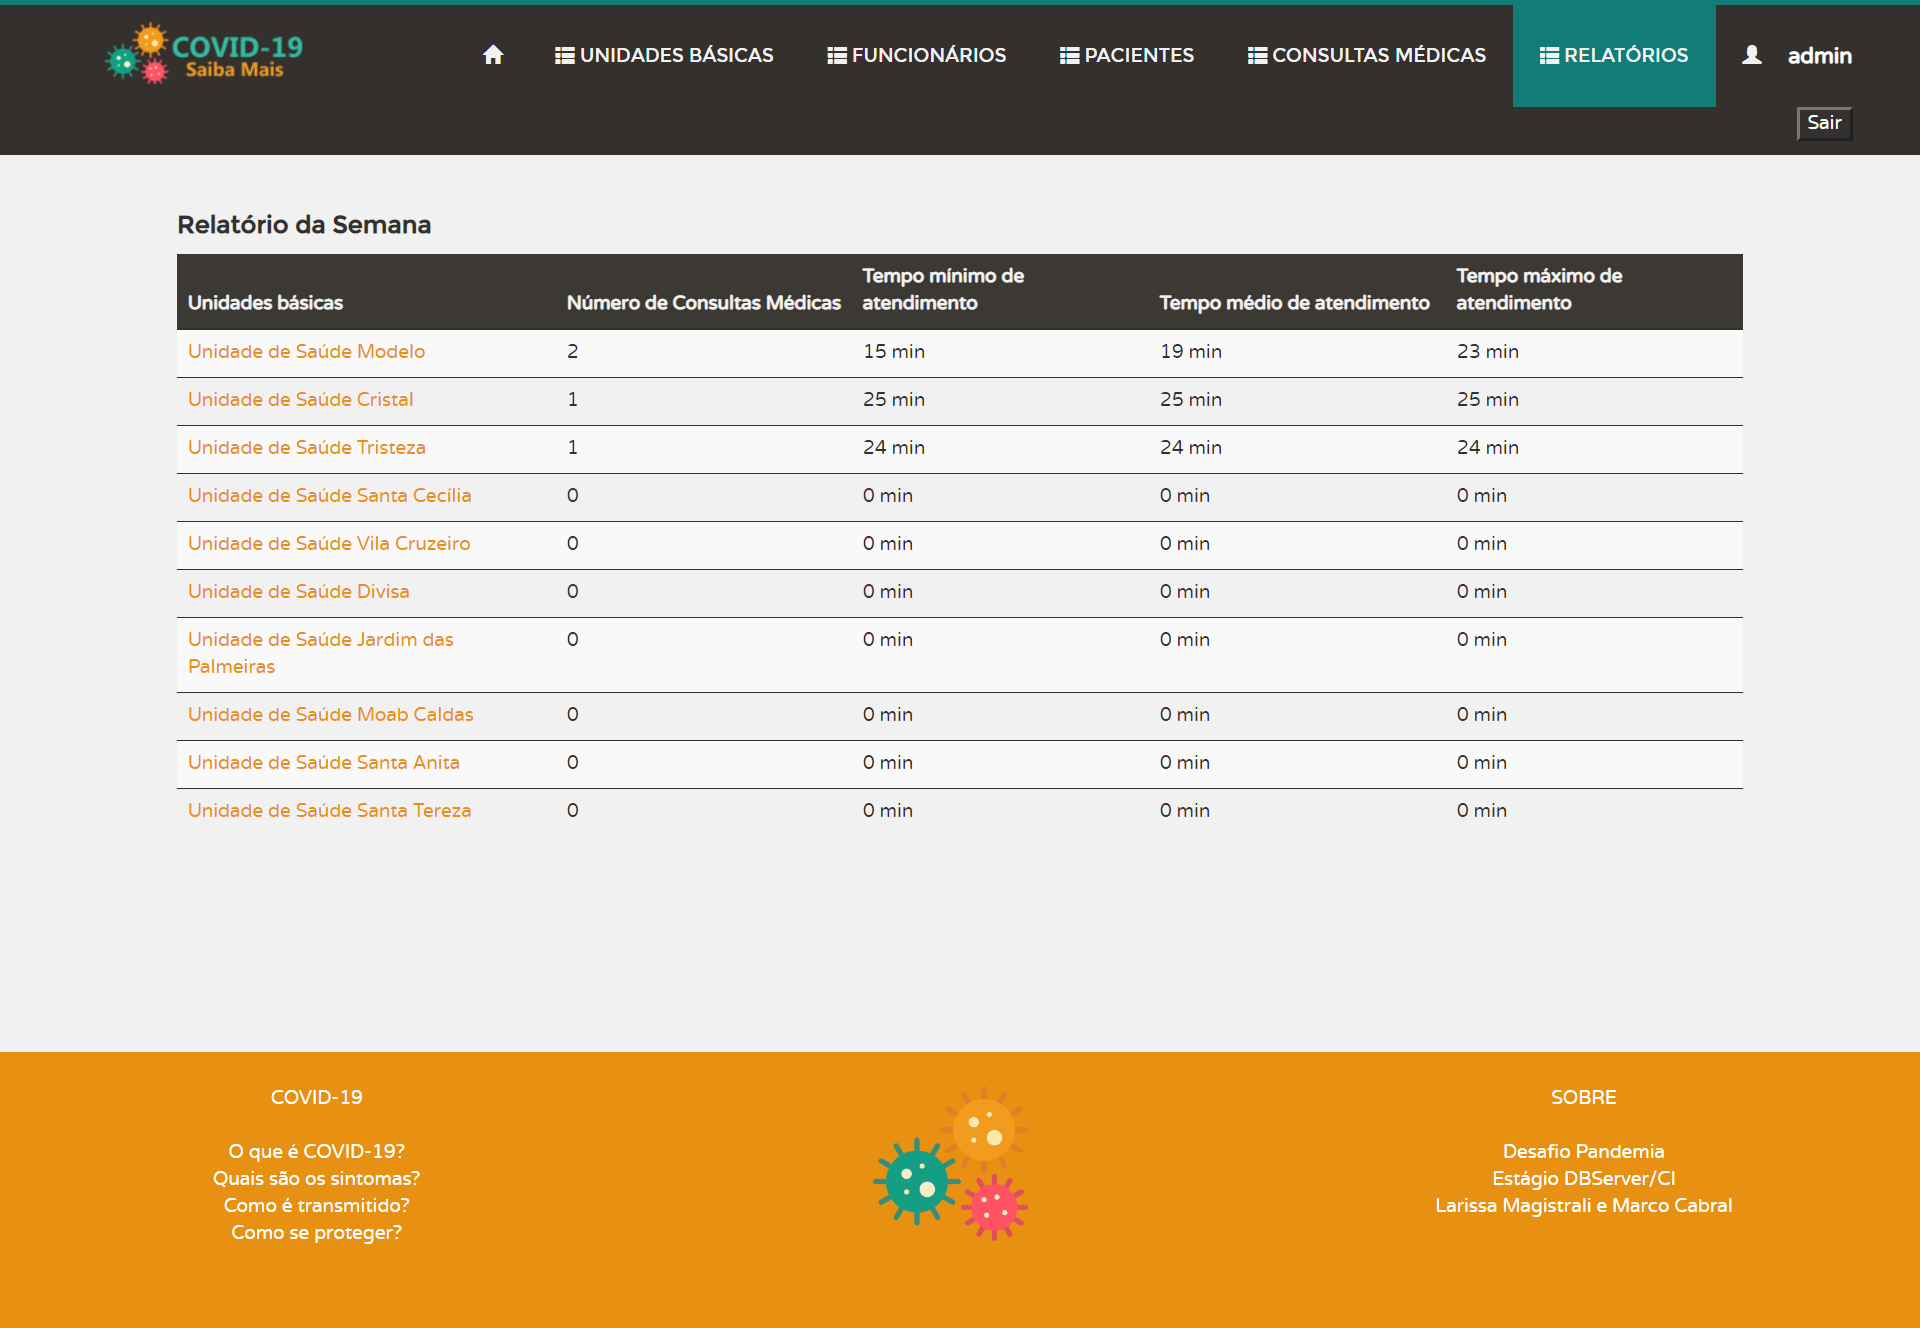 COVID-19
Saiba Mais
UNIDADES BÁSICAS
FUNCIONÁRIOS
PACIENTES
CONSULTAS MÉDICAS
RELATÓRIOS
admin
Sair
Relatório da Semana
Unidades básicas Número de Consultas Médicas Tempo mínimo de atendimento Tempo médio de atendimento Tempo máximo de atendimento
Unidade de Saúde Modelo 2 15 min 19 min 23 min
Unidade de Saúde Cristal 1 25 min 25 min 25 min
Unidade de Saúde Tristeza 1 24 min 24 min 24 min
Unidade de Saúde Santa Cecília 0 0 min 0 min 0 min
Unidade de Saúde Vila Cruzeiro 0 0 min 0 min 0 min
Unidade de Saúde Divisa 0 0 min 0 min 0 min
Unidade de Saúde Jardim das Palmeiras 0 0 min 0 min 0 min
Unidade de Saúde Moab Caldas 0 0 min 0 min 0 min
Unidade de Saúde Santa Anita 0 0 min 0 min 0 min
Unidade de Saúde Santa Tereza 0 0 min 0 min 0 min
COVID-19
O que é COVID-19?
Quais são os sintomas?
Como é transmitido?
Como se proteger?
SOBRE
Desafio Pandemia
Estágio DBServer/CI
Larissa Magistrali e Marco Cabral